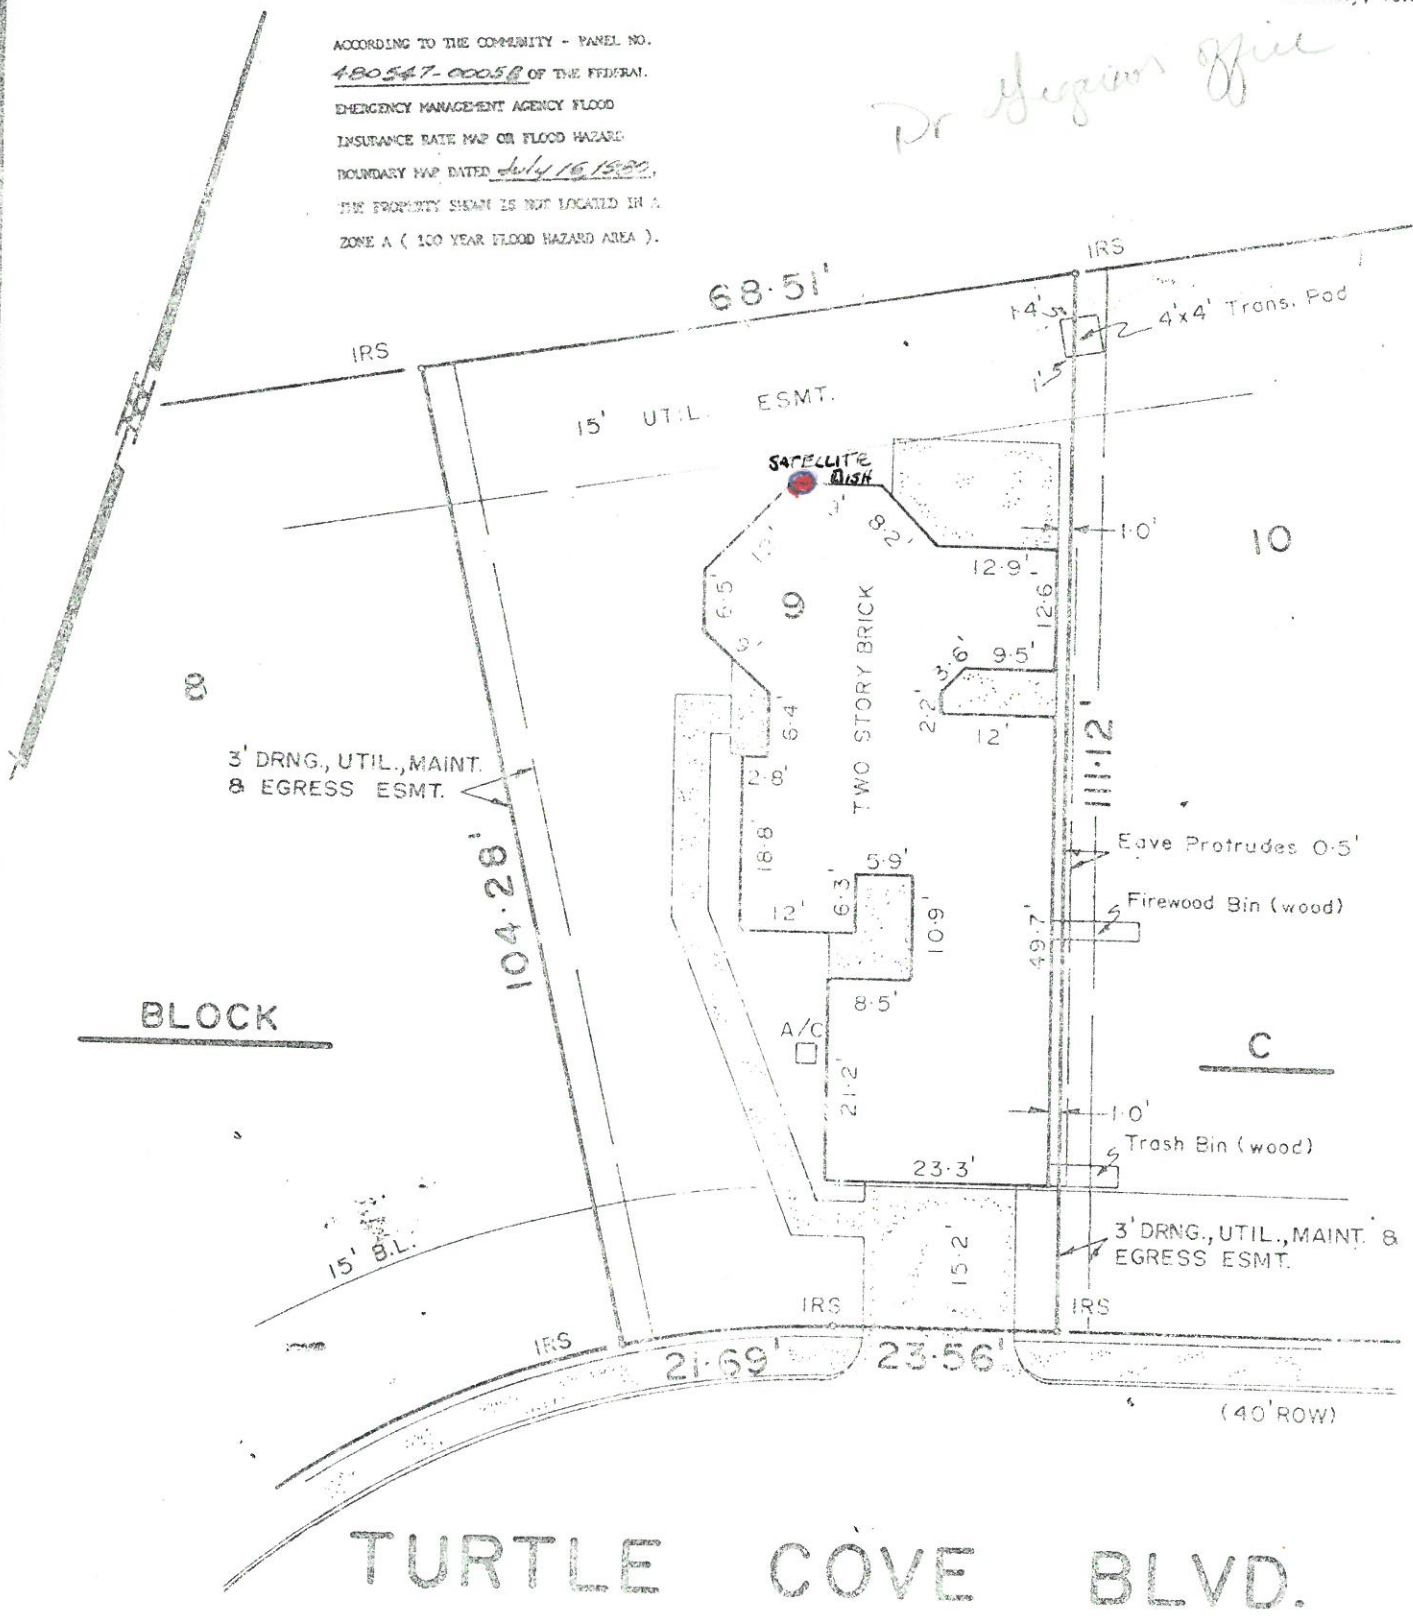 ACCORDING TO THE COMMUNITY - PANEL NO.
480547-0005B OF THE FEDERAL
EMERGENCY MANAGEMENT AGENCY FLOOD
INSURANCE RATE MAP OR FLOOD HAZARD
BOUNDARY MAP DATED July 16, 1980,
THE PROPERTY SHOWN IS NOT LOCATED IN A
ZONE A ( 100 YEAR FLOOD HAZARD AREA ).
Dr Office
68.51'
IRS
IRS
1.4'
4'x4' Trans. Pad
1.5'
15' UTIL. ESMT.
SATELLITE
DISH
9'
8.2'
13'
1.0'
10
12.9'
6.5'
9
12.6
9'
3.6'
9.5'
8
TWO STORY BRICK
2.2'
12'
6.4'
111.12'
3' DRNG., UTIL., MAINT.
& EGRESS ESMT.
2.8'
18.8'
5.9'
Eave Protrudes 0.5'
104.28'
6.3'
12'
10.9'
49.7'
Firewood Bin (wood)
8.5'
BLOCK
A/C
C
21.2'
1.0'
Trash Bin (wood)
23.3'
15' B.L.
15.2'
3' DRNG., UTIL., MAINT. &
EGRESS ESMT.
IRS
IRS
IRS
21.69'
23.56'
(40' ROW)
TURTLE COVE BLVD.